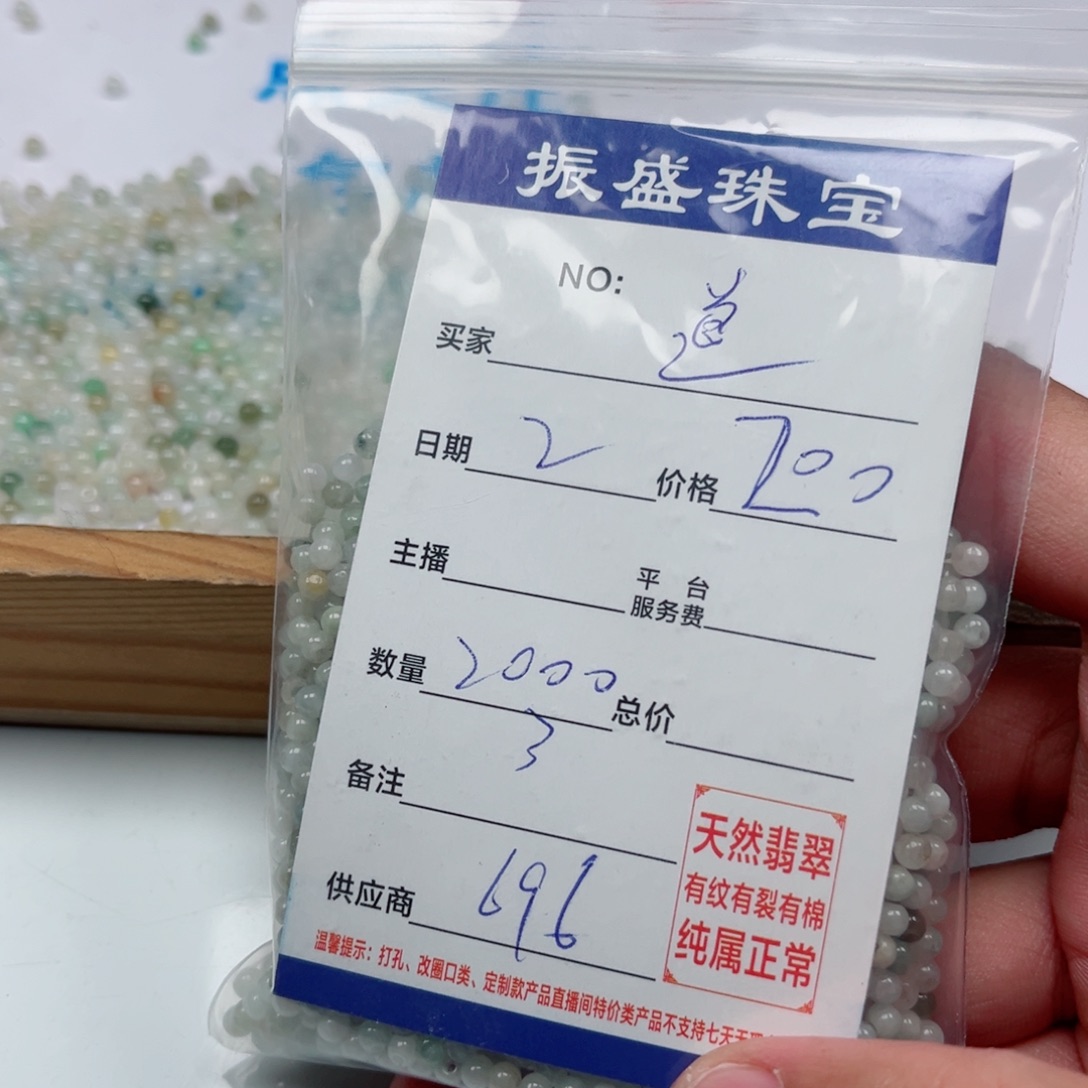 振盛珠宝
NO:
买家 道
日期 2 价格 700
主播 平台服务费
数量 2000 总价
3
备注
供应商 696
天然翡翠
有纹有裂有棉
纯属正常
温馨提示：打孔、改圈口类、定制款产品直播间特价类产品不支持七天无理